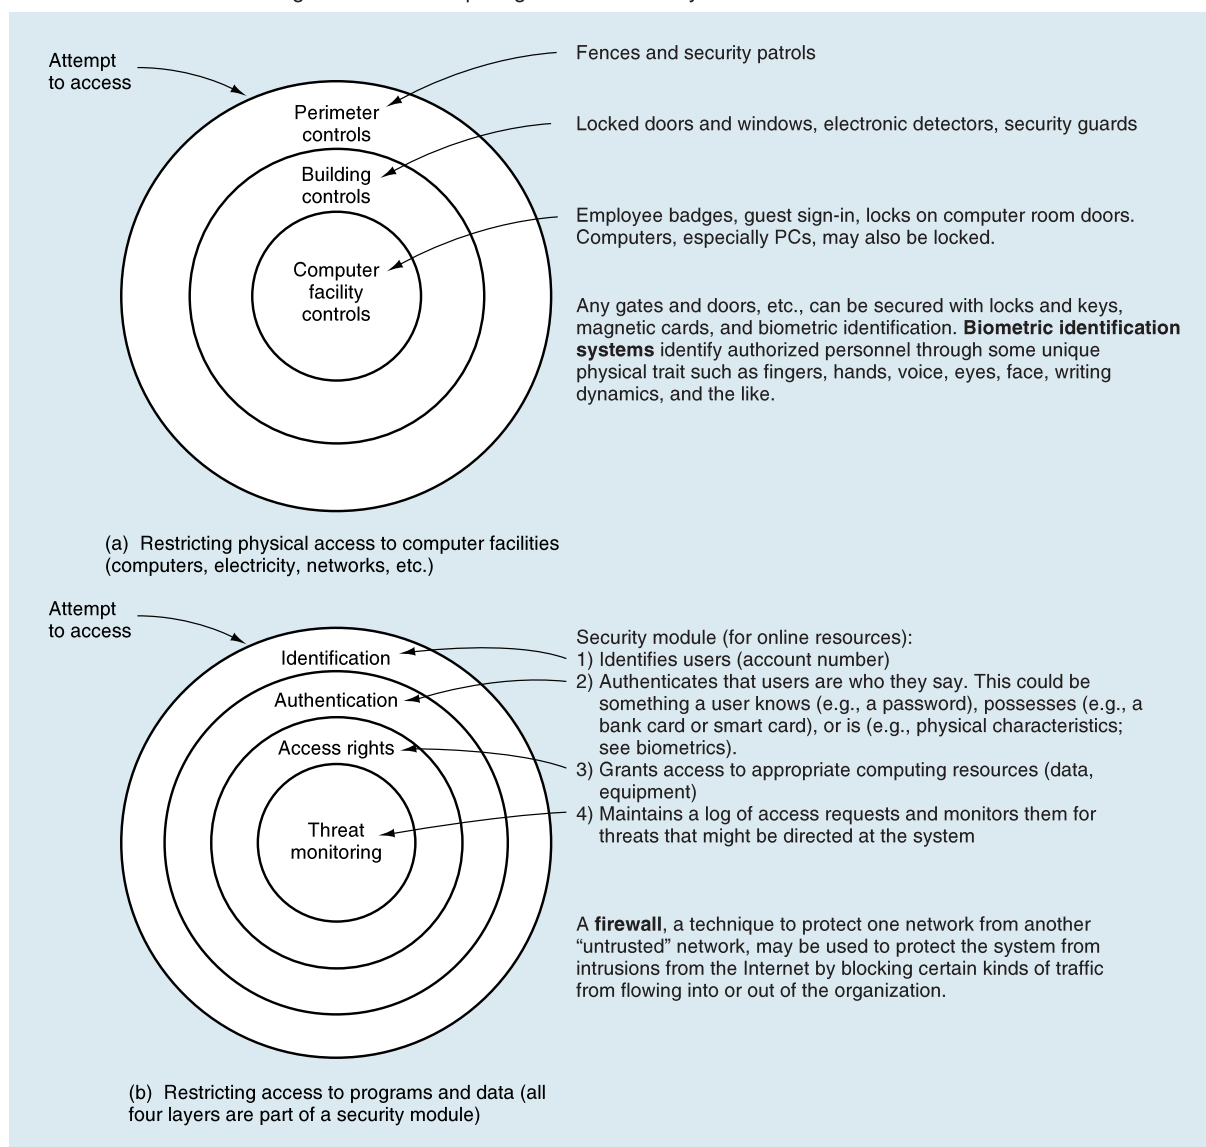 Attempt
to access
Perimeter
controls
Building
controls
Computer
facility
controls
Fences and security patrols
Locked doors and windows, electronic detectors, security guards
Employee badges, guest sign-in, locks on computer room doors.
Computers, especially PCs, may also be locked.
Any gates and doors, etc., can be secured with locks and keys,
magnetic cards, and biometric identification. Biometric identification
systems identify authorized personnel through some unique
physical trait such as fingers, hands, voice, eyes, face, writing
dynamics, and the like.
(a) Restricting physical access to computer facilities
(computers, electricity, networks, etc.)
Attempt
to access
Identification
Authentication
Access rights
Threat
monitoring
Security module (for online resources):
1) Identifies users (account number)
2) Authenticates that users are who they say. This could be
something a user knows (e.g., a password), possesses (e.g., a
bank card or smart card), or is (e.g., physical characteristics;
see biometrics).
3) Grants access to appropriate computing resources (data,
equipment)
4) Maintains a log of access requests and monitors them for
threats that might be directed at the system
A firewall, a technique to protect one network from another
“untrusted” network, may be used to protect the system from
intrusions from the Internet by blocking certain kinds of traffic
from flowing into or out of the organization.
(b) Restricting access to programs and data (all
four layers are part of a security module)